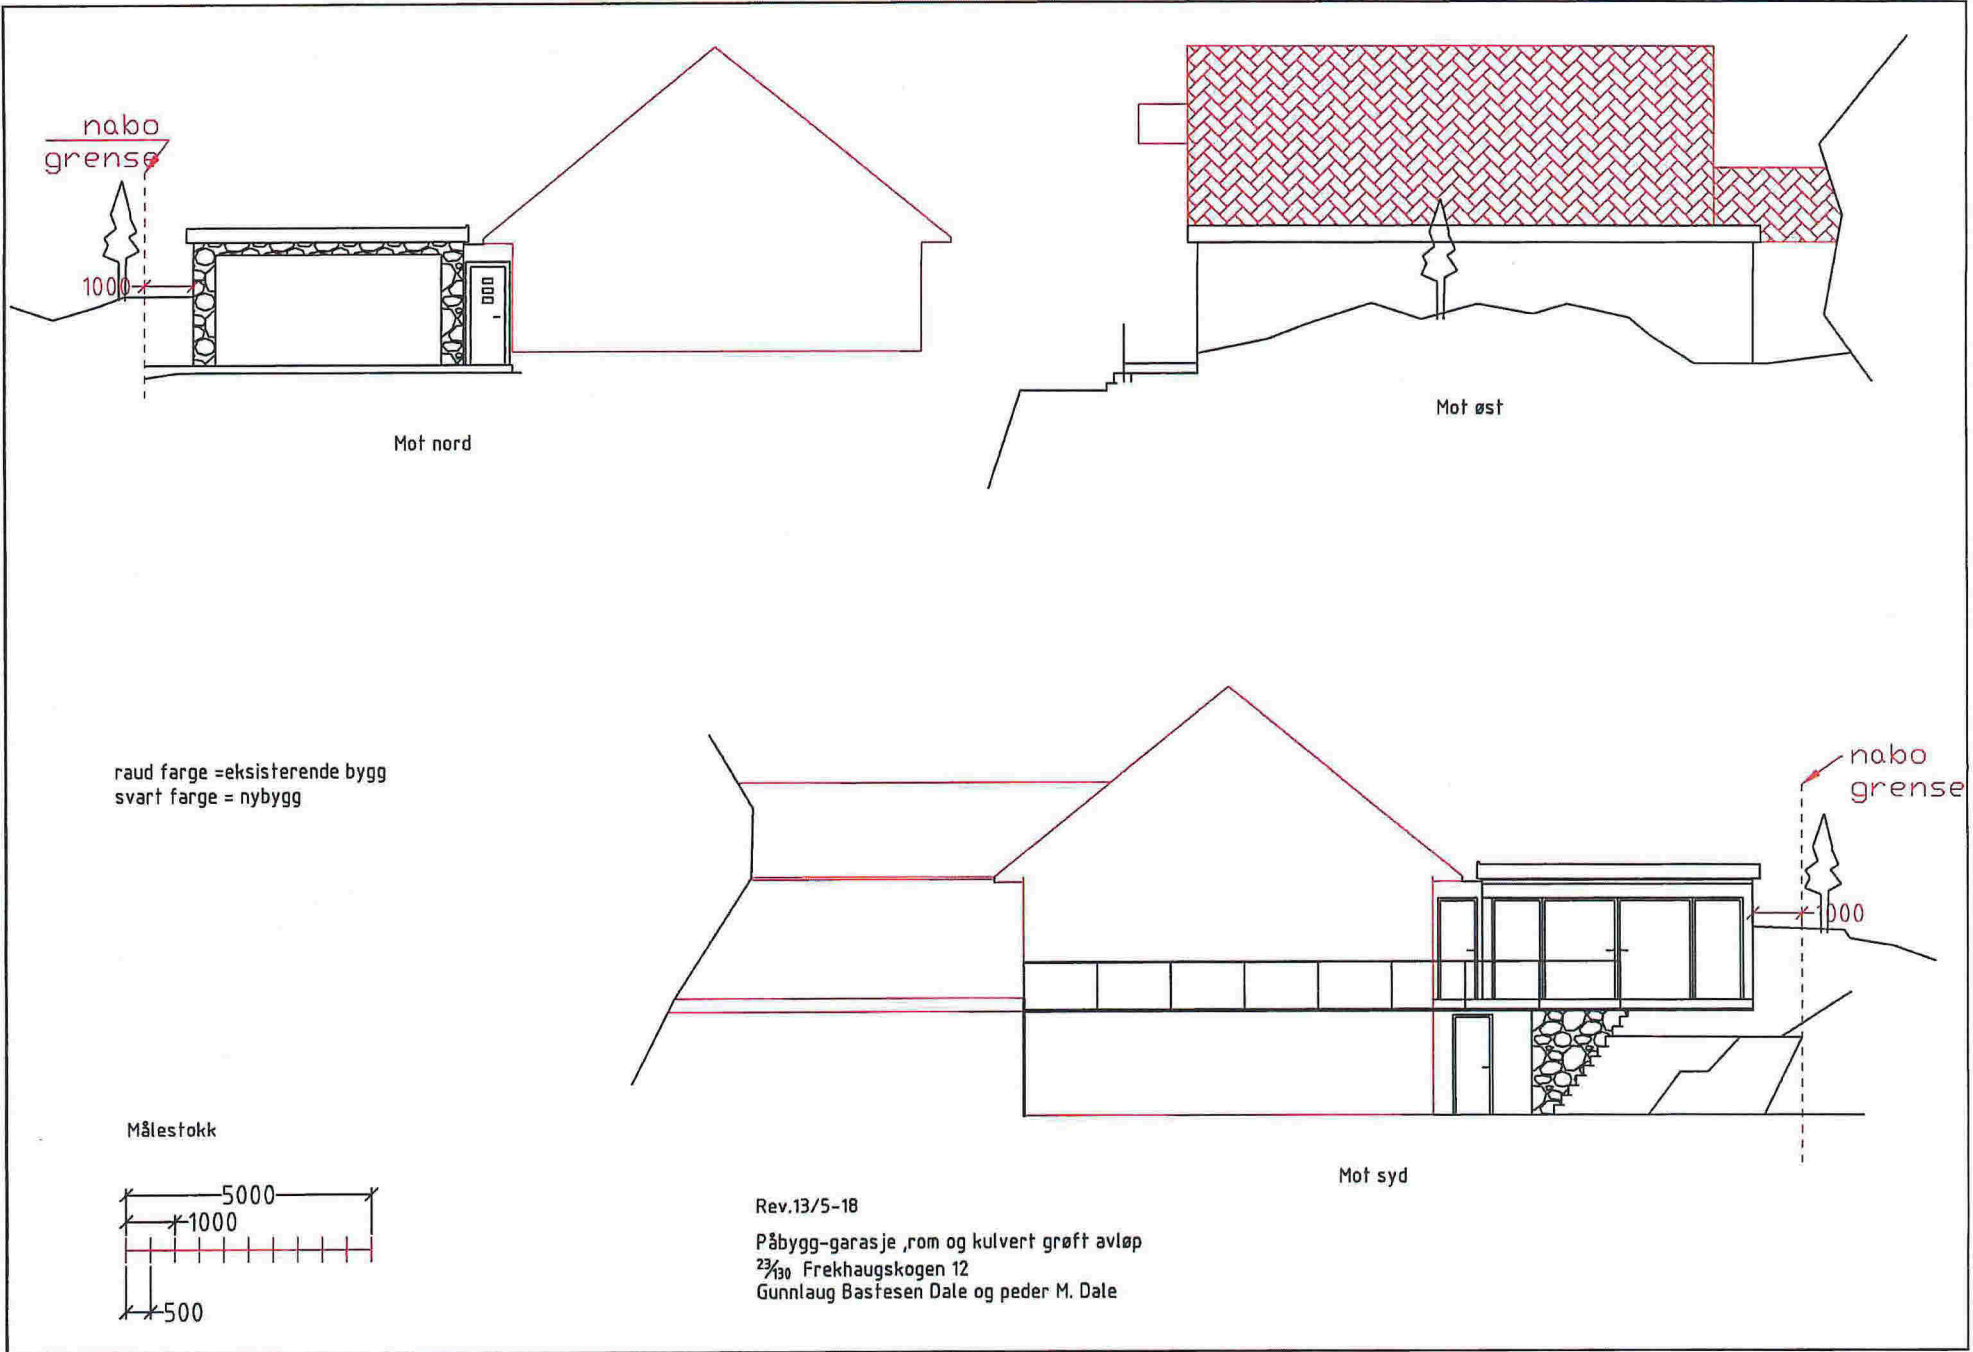 nabo
grense
1000
Mot nord
Mot øst
raud farge =eksisterende bygg
svart farge = nybygg
nabo
grense
1000
Mot syd
Målestokk
5000
1000
500
Rev.13/5-18
Påbygg-garasje ,rom og kulvert grøft avløp
23/130 Frekhaugskogen 12
Gunnlaug Bastesen Dale og peder M. Dale